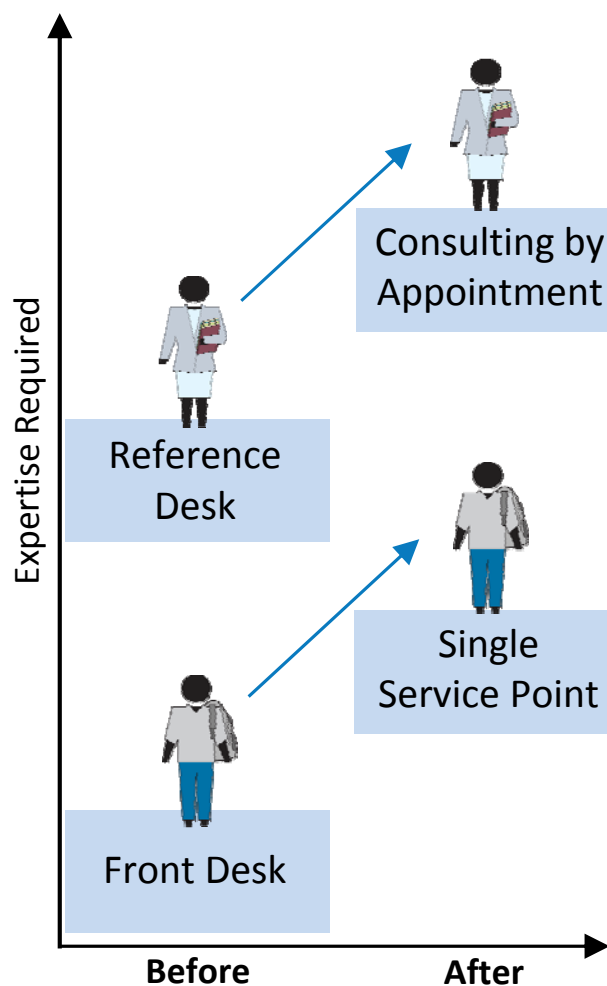 Expertise Required
Consulting by
Appointment
Reference
Desk
Single
Service Point
Front Desk
Before
After